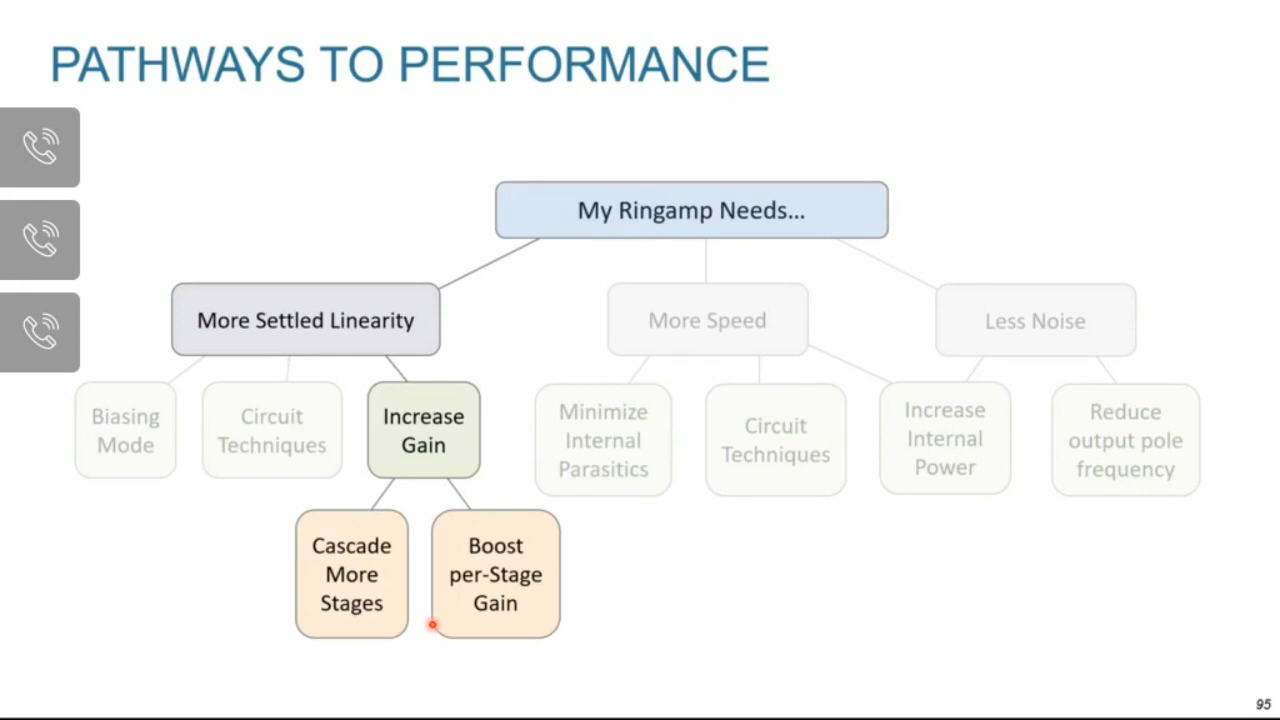 PATHWAYS TO PERFORMANCE
My Ringamp Needs...
More Settled Linearity
More Speed
Less Noise
Biasing
Mode
Circuit
Techniques
Increase
Gain
Minimize
Internal
Parasitics
Circuit
Techniques
Increase
Internal
Power
Reduce
output pole
frequency
Cascade
More
Stages
Boost
per-Stage
Gain
95